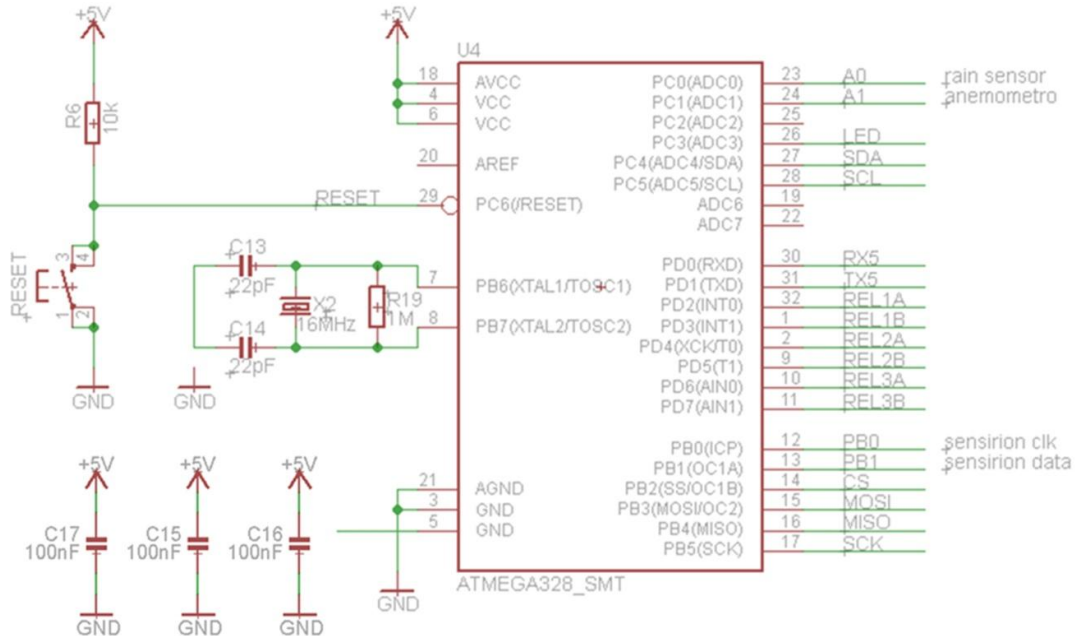 +5V
+5V
R6
10k
RESET
RESET
3 4
1 2
GND
C13
22pF
C14
22pF
X2
16MHz
R19
1M
GND
U4
18 AVCC
4 VCC
6 VCC
20 AREF
29 PC6(/RESET)
7 PB6(XTAL1/TOSC1)
8 PB7(XTAL2/TOSC2)
21 AGND
3 GND
5 GND
GND
PC0(ADC0) 23 A0 rain sensor
PC1(ADC1) 24 A1 anemometro
PC2(ADC2) 25
PC3(ADC3) 26 LED
PC4(ADC4/SDA) 27 SDA
PC5(ADC5/SCL) 28 SCL
ADC6 19
ADC7 22
PD0(RXD) 30 RX5
PD1(TXD) 31 TX5
PD2(INT0) 32 REL1A
PD3(INT1) 1 REL1B
PD4(XCK/T0) 2 REL2A
PD5(T1) 9 REL2B
PD6(AIN0) 10 REL3A
PD7(AIN1) 11 REL3B
PB0(ICP) 12 PB0 sensirion clk
PB1(OC1A) 13 PB1 sensirion data
PB2(SS/OC1B) 14 CS
PB3(MOSI/OC2) 15 MOSI
PB4(MISO) 16 MISO
PB5(SCK) 17 SCK
ATMEGA328_SMT
+5V +5V +5V
C17 C15 C16
100nF 100nF 100nF
GND GND GND